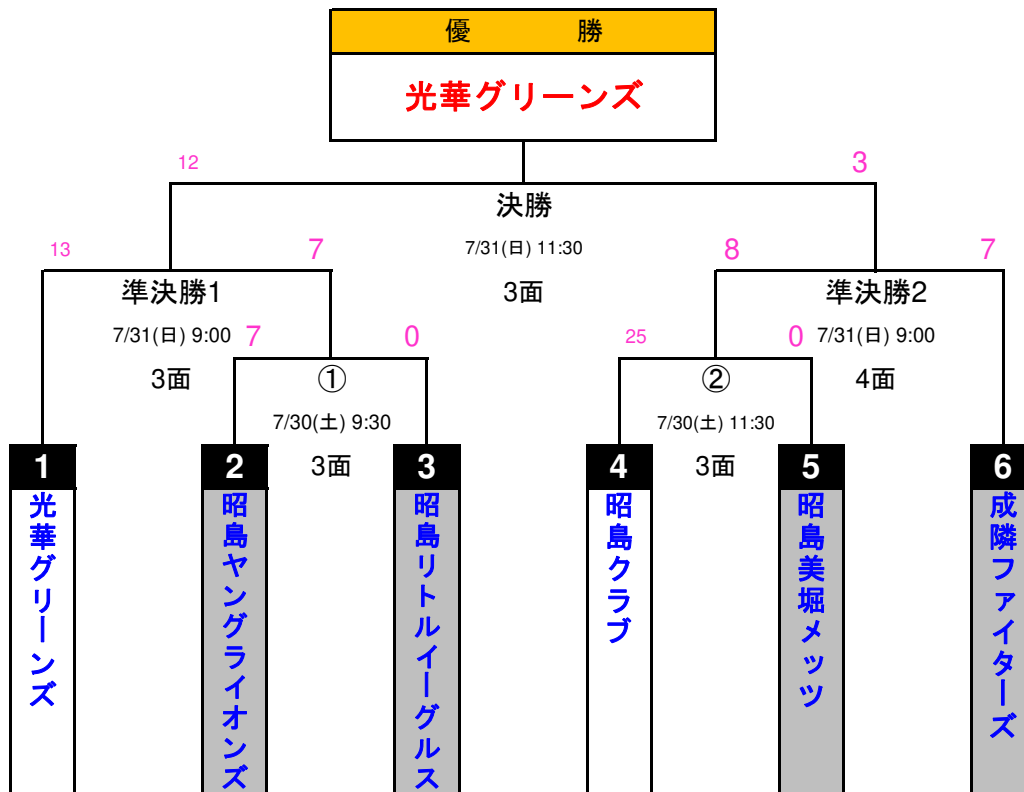 優　勝
光華グリーンズ
12
3
決勝
7/31(日) 11:30
3面
13
7
準決勝1
7/31(日) 9:00
3面
8
7
準決勝2
7/31(日) 9:00
4面
7
0
①
7/30(土) 9:30
3面
25
0
②
7/30(土) 11:30
3面
1
光華グリーンズ
2
昭島ヤングライオンズ
3
昭島リトルイーグルス
4
昭島クラブ
5
昭島美堀メッツ
6
成隣ファイターズ